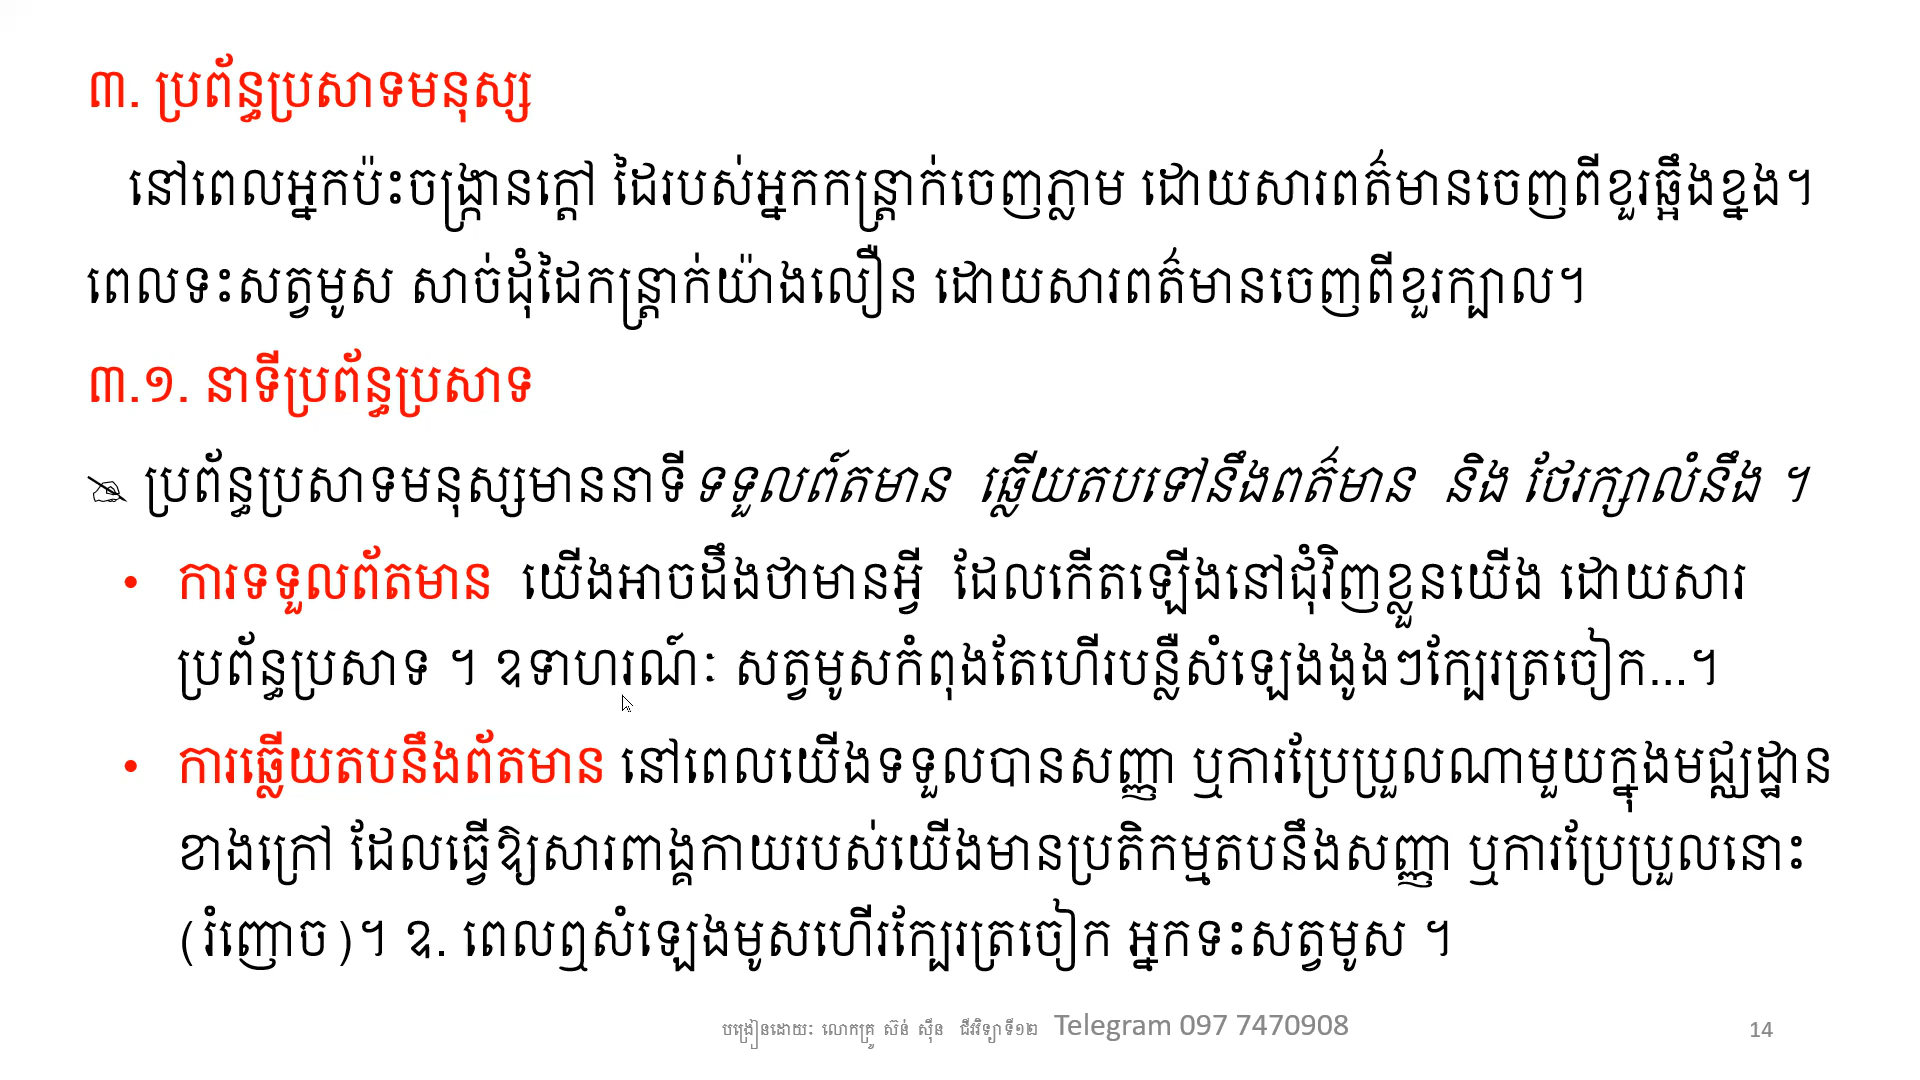 ៣. ប្រព័ន្ធប្រសាទមនុស្ស
នៅពេលអ្នកប៉ះចង្ក្រានក្តៅ ដៃរបស់អ្នកកន្ត្រាក់ចេញភ្លាម ដោយសារពត៌មានចេញពីខួរឆ្អឹងខ្នង។
ពេលទះសត្វមូស សាច់ដុំដៃកន្ត្រាក់យ៉ាងលឿន ដោយសារពត៌មានចេញពីខួរក្បាល។
៣.១. នាទីប្រព័ន្ធប្រសាទ
✍ ប្រព័ន្ធប្រសាទមនុស្សមាននាទី ទទួលព័តមាន ឆ្លើយតបទៅនឹងពត៌មាន និង ថែរក្សាលំនឹង ។
• ការទទួលព័តមាន យើងអាចដឹងថាមានអ្វី ដែលកើតឡើងនៅជុំវិញខ្លួនយើង ដោយសារ
ប្រព័ន្ធប្រសាទ ។ ឧទាហរណ៍ៈ សត្វមូសកំពុងតែហើរបន្លឺសំឡេងងូងៗក្បែរត្រចៀក...។
• ការឆ្លើយតបនឹងព័តមាន នៅពេលយើងទទួលបានសញ្ញា ឬការប្រែប្រួលណាមួយក្នុងមជ្ឈដ្ឋាន
ខាងក្រៅ ដែលធ្វើឱ្យសារពាង្គកាយរបស់យើងមានប្រតិកម្មតបនឹងសញ្ញា ឬការប្រែប្រួលនោះ
(រំញោច)។ ឧ. ពេលឮសំឡេងមូសហើរក្បែរត្រចៀក អ្នកទះសត្វមូស ។
បង្រៀនដោយៈ លោកគ្រូ ស៊ន់ ស៊ីន ជីវវិទ្យាទី១២ Telegram 097 7470908
14